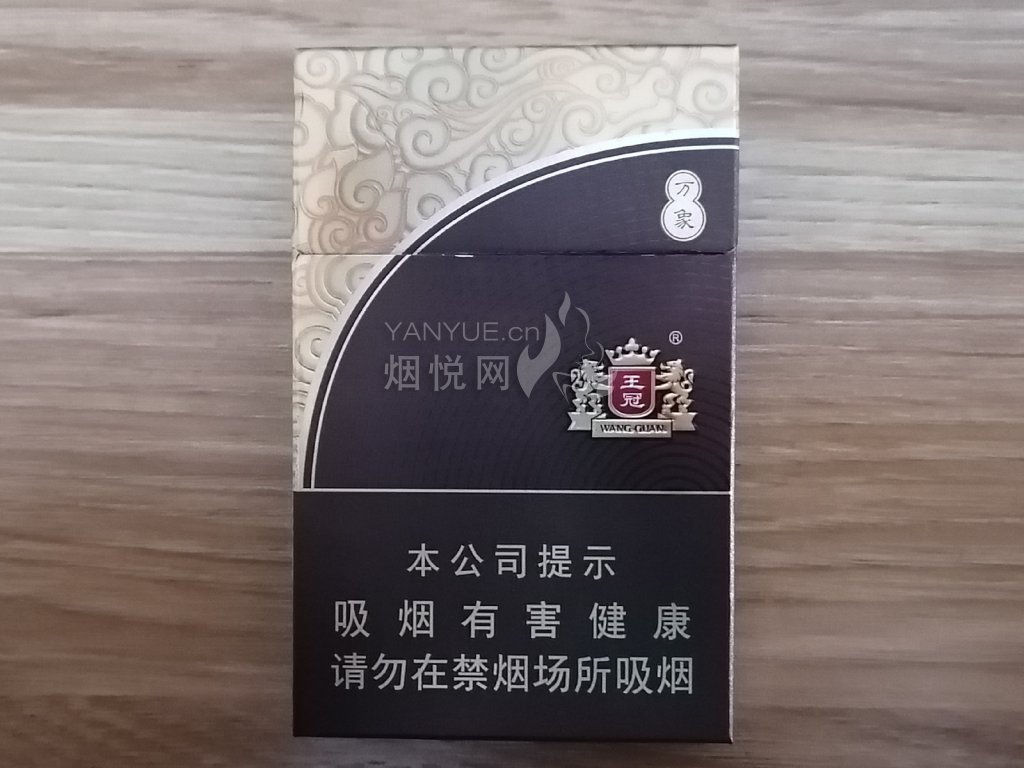 万
象
YANYUE.cn
烟悦网
®
王
冠
WANG GUAN
本公司提示
吸烟有害健康
请勿在禁烟场所吸烟